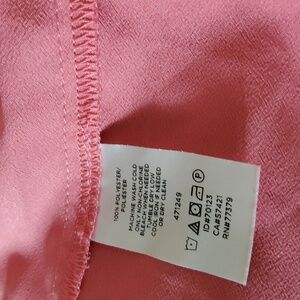 100% POLYESTER/
POLIESTER
MACHINE WASH COLD
ONLY NON-CHLORINE
BLEACH WHEN NEEDED
TUMBLE DRY LOW
COOL IRON IF NEEDED
OR DRY CLEAN
471249
ID#70123
CA#57421
RN#77379